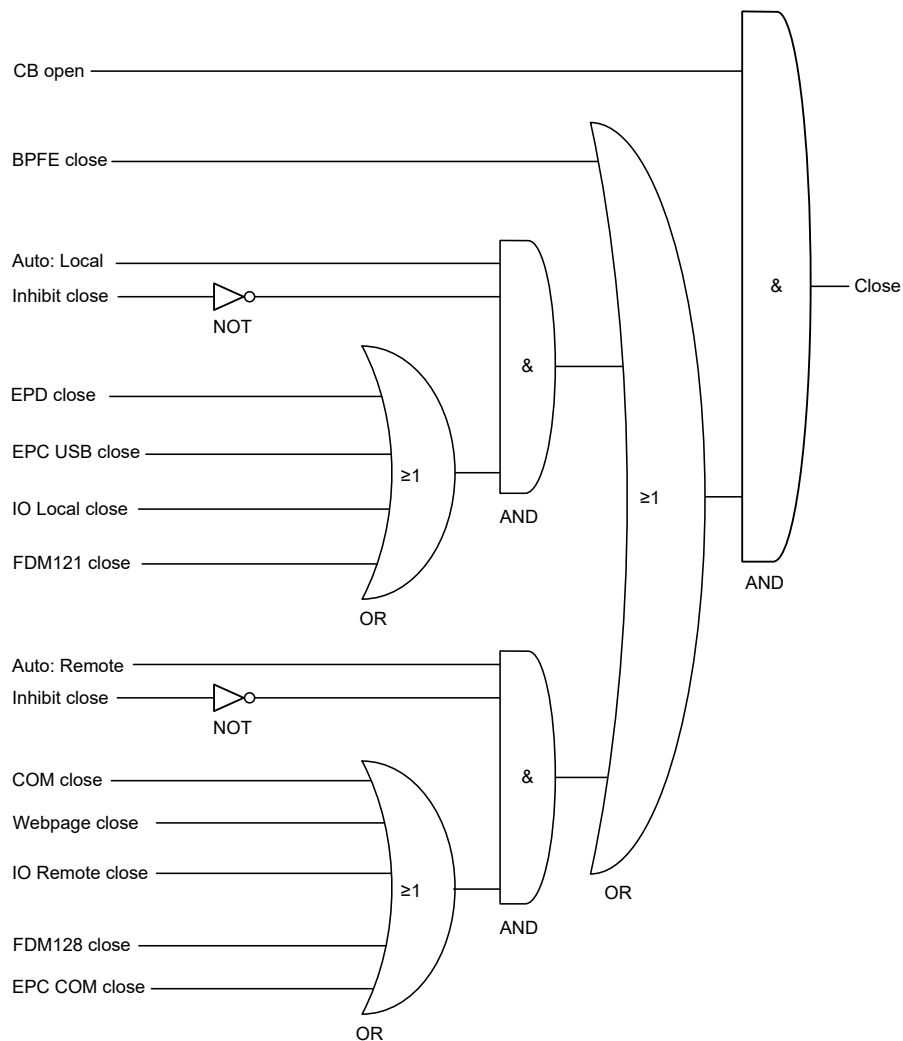 CB open
BPFE close
Auto: Local
Inhibit close
NOT
&
Close
&
EPD close
EPC USB close
≥1
IO Local close
≥1
AND
FDM121 close
AND
OR
Auto: Remote
Inhibit close
NOT
COM close
&
Webpage close
IO Remote close
≥1
OR
AND
FDM128 close
EPC COM close
OR